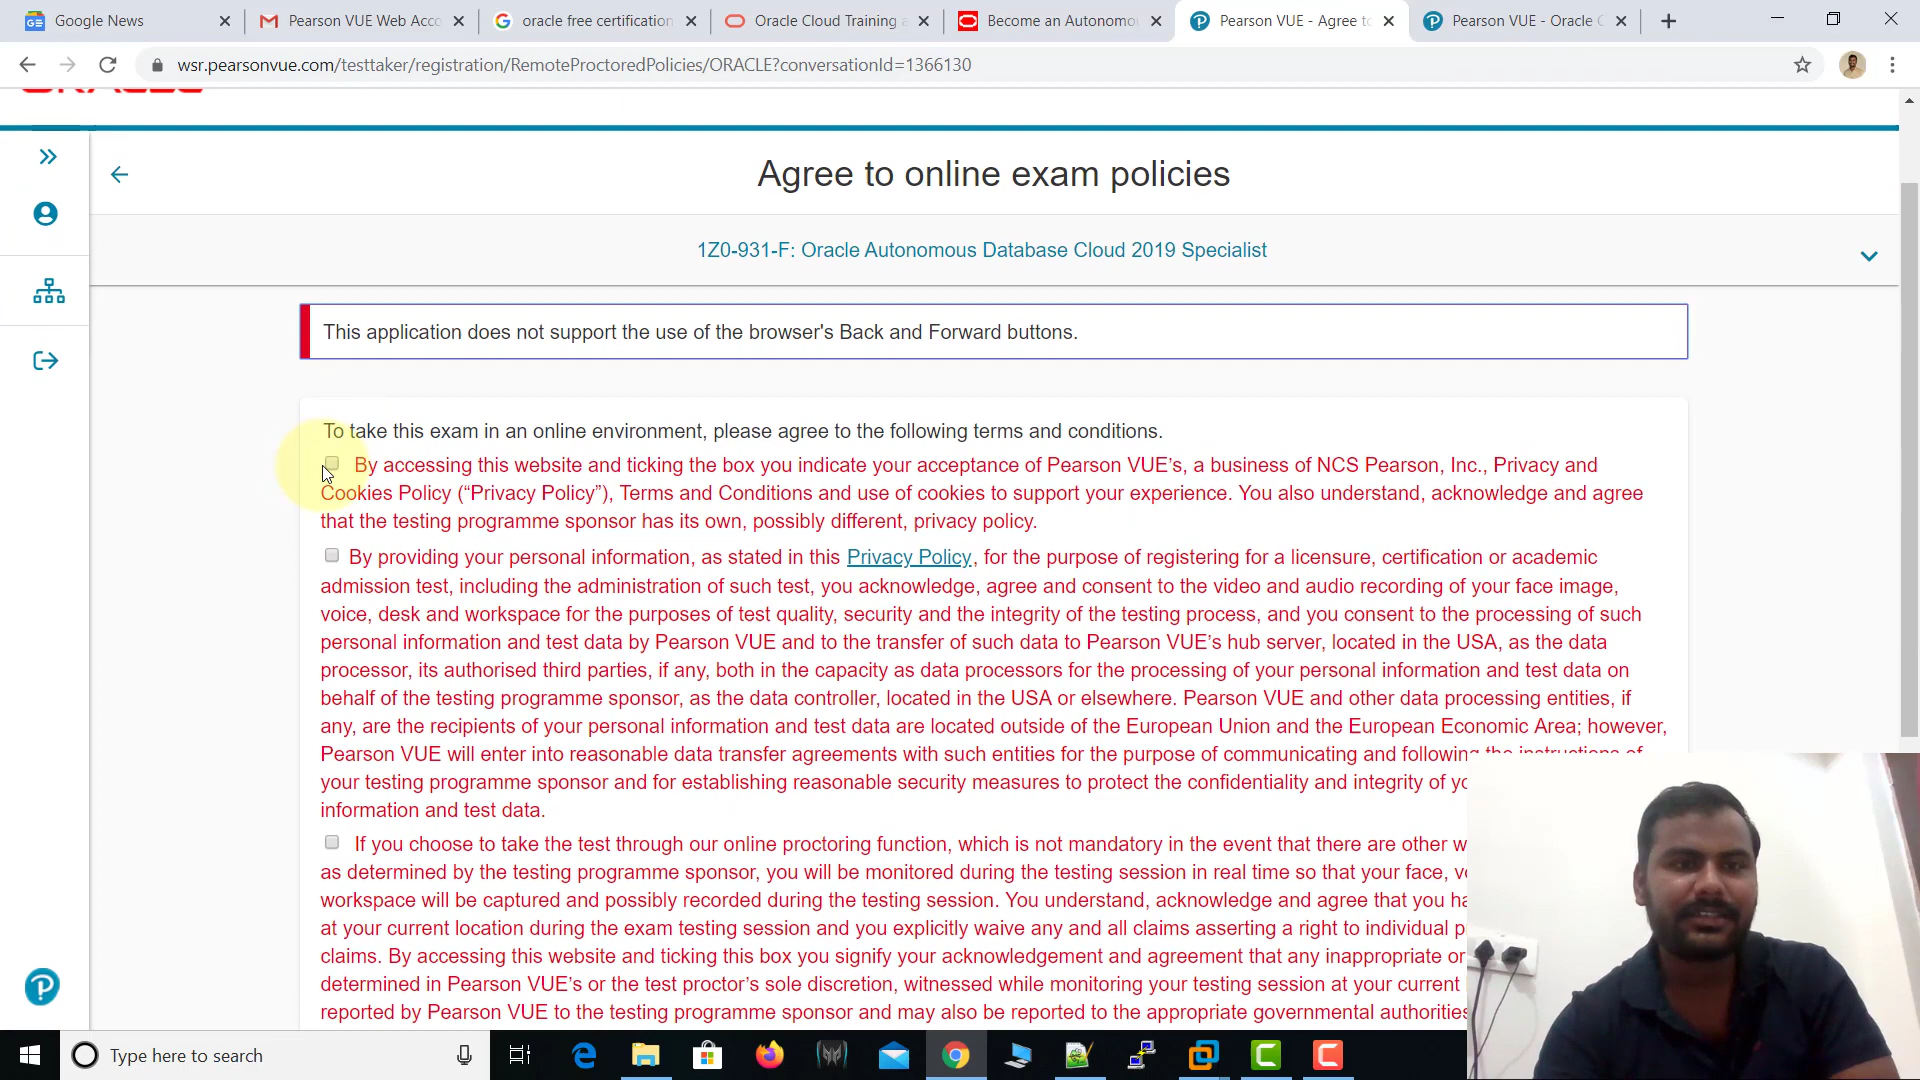 Google News
Pearson VUE Web Acco
oracle free certification
Oracle Cloud Training a
Become an Autonomo
Pearson VUE - Agree to
Pearson VUE - Oracle C
wsr.pearsonvue.com/testtaker/registration/RemoteProctoredPolicies/ORACLE?conversationId=1366130
Agree to online exam policies
1Z0-931-F: Oracle Autonomous Database Cloud 2019 Specialist
This application does not support the use of the browser's Back and Forward buttons.
To take this exam in an online environment, please agree to the following terms and conditions.
By accessing this website and ticking the box you indicate your acceptance of Pearson VUE's, a business of NCS Pearson, Inc., Privacy and
Cookies Policy (“Privacy Policy”), Terms and Conditions and use of cookies to support your experience. You also understand, acknowledge and agree
that the testing programme sponsor has its own, possibly different, privacy policy.
By providing your personal information, as stated in this Privacy Policy, for the purpose of registering for a licensure, certification or academic
admission test, including the administration of such test, you acknowledge, agree and consent to the video and audio recording of your face image,
voice, desk and workspace for the purposes of test quality, security and the integrity of the testing process, and you consent to the processing of such
personal information and test data by Pearson VUE and to the transfer of such data to Pearson VUE's hub server, located in the USA, as the data
processor, its authorised third parties, if any, both in the capacity as data processors for the processing of your personal information and test data on
behalf of the testing programme sponsor, as the data controller, located in the USA or elsewhere. Pearson VUE and other data processing entities, if
any, are the recipients of your personal information and test data are located outside of the European Union and the European Economic Area; however,
Pearson VUE will enter into reasonable data transfer agreements with such entities for the purpose of communicating and following the instructions of
your testing programme sponsor and for establishing reasonable security measures to protect the confidentiality and integrity of
information and test data.
If you choose to take the test through our online proctoring function, which is not mandatory in the event that there are other
as determined by the testing programme sponsor, you will be monitored during the testing session in real time so that your face,
workspace will be captured and possibly recorded during the testing session. You understand, acknowledge and agree that you
at your current location during the exam testing session and you explicitly waive any and all claims asserting a right to individual
claims. By accessing this website and ticking this box you signify your acknowledgement and agreement that any inappropriate or
determined in Pearson VUE's or the test proctor's sole discretion, witnessed while monitoring your testing session at your current
reported by Pearson VUE to the testing programme sponsor and may also be reported to the appropriate governmental authorities
Type here to search